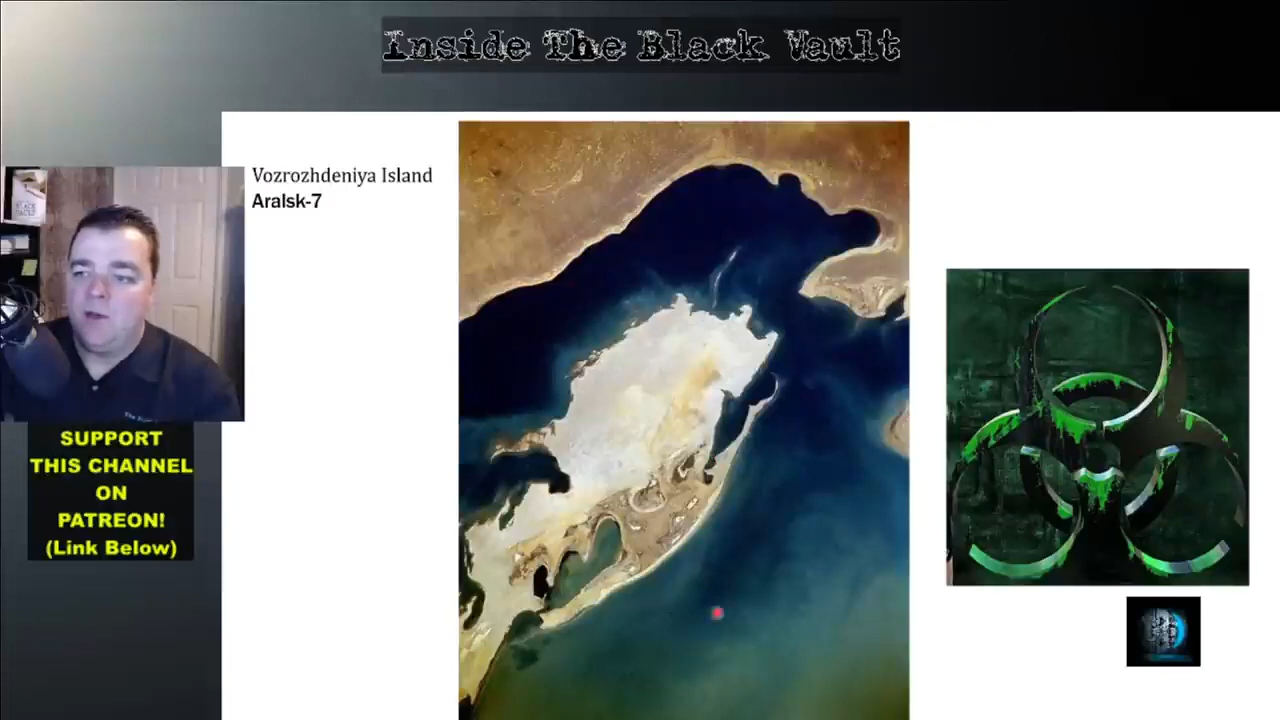 Inside The Black Vault
Vozrozhdeniya Island
Aralsk-7
SUPPORT
THIS CHANNEL
ON
PATREON!
(Link Below)